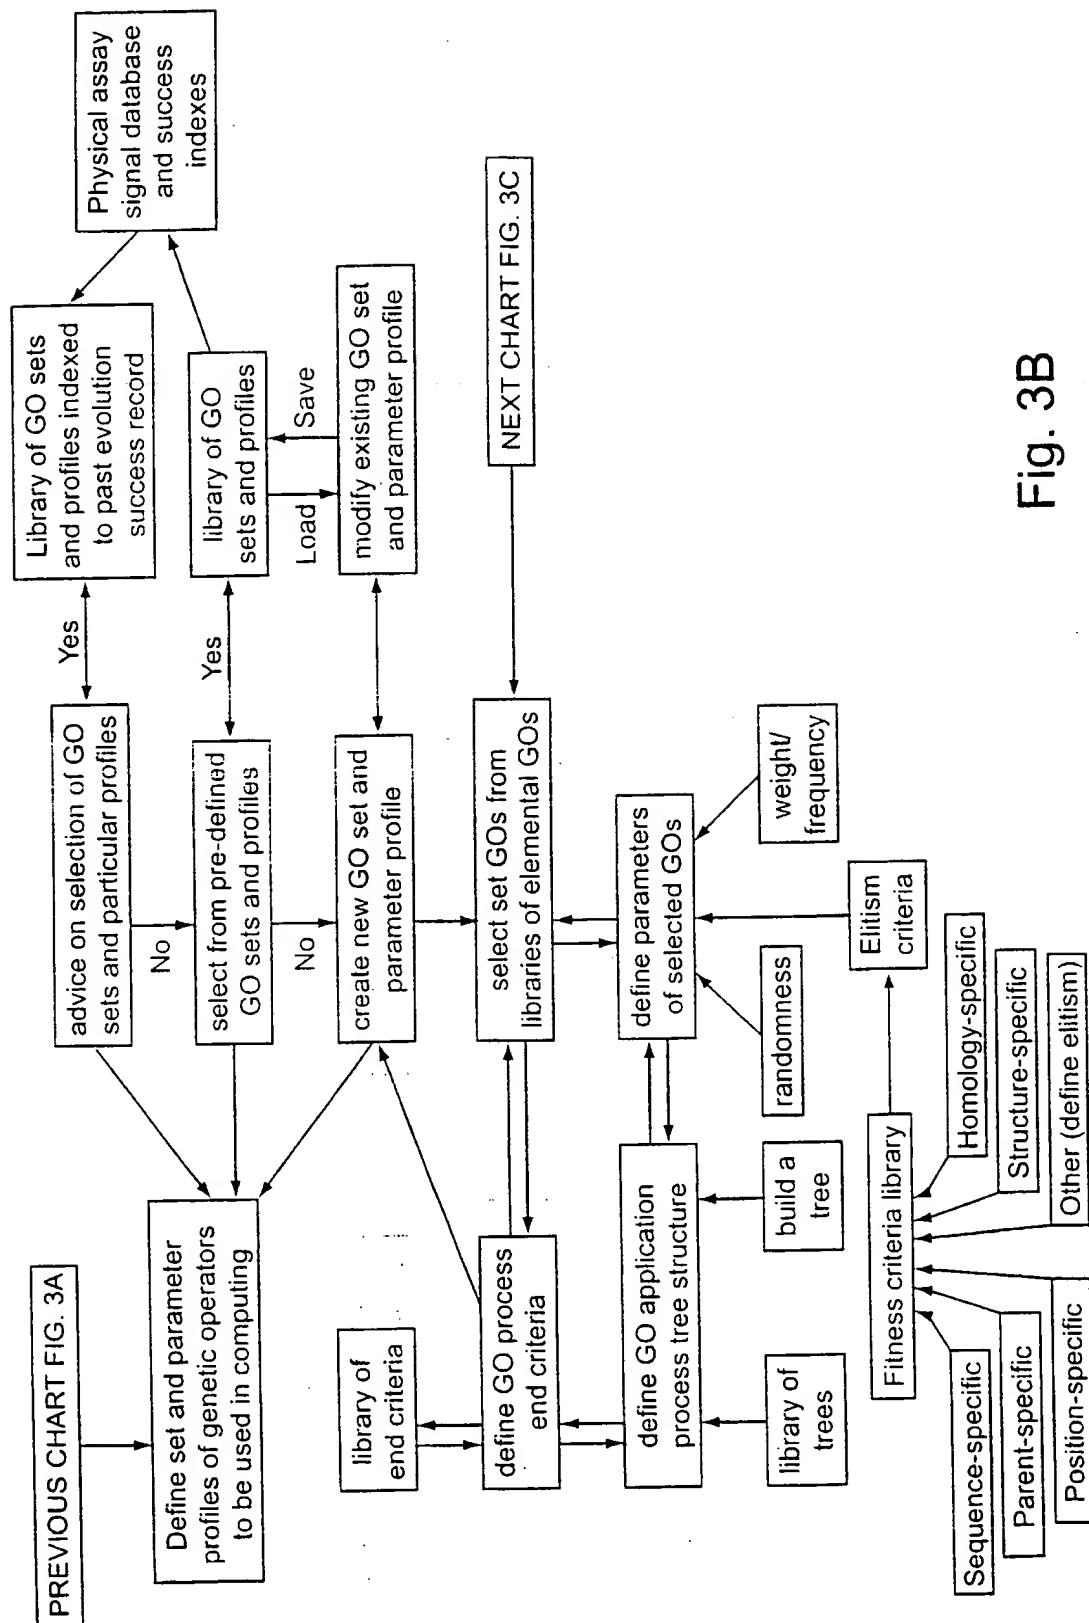 PREVIOUS CHART FIG. 3A
Define set and parameter
profiles of genetic operators
to be used in computing
advice on selection of GO
sets and particular profiles
Yes
Library of GO sets
and profiles indexed
to past evolution
success record
Physical assay
signal database
and success
indexes
No
select from pre-defined
GO sets and profiles
Yes
library of GO
sets and profiles
No
Load
Save
create new GO set and
parameter profile
modify existing GO set
and parameter profile
library of
end criteria
define GO process
end criteria
select set GOs from
libraries of elemental GOs
NEXT CHART FIG. 3C
define GO application
process tree structure
define parameters
of selected GOs
library of
trees
build a
tree
randomness
weight/
frequency
Elitism
criteria
Fitness criteria library
Sequence-specific
Parent-specific
Position-specific
Homology-specific
Structure-specific
Other (define elitism)
Fig. 3B